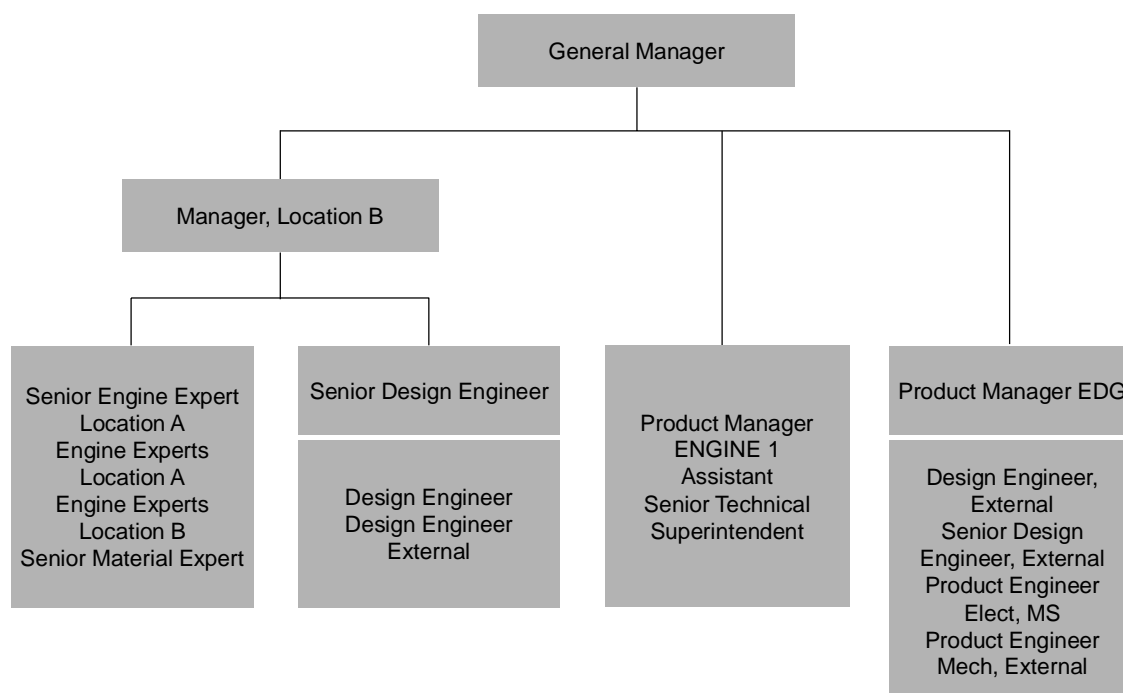 General Manager
Manager, Location B
Senior Engine Expert
Location A
Engine Experts
Location A
Engine Experts
Location B
Senior Material Expert
Senior Design Engineer
Design Engineer
Design Engineer
External
Product Manager
ENGINE 1
Assistant
Senior Technical
Superintendent
Product Manager EDG
Design Engineer,
External
Senior Design
Engineer, External
Product Engineer
Elect, MS
Product Engineer
Mech, External